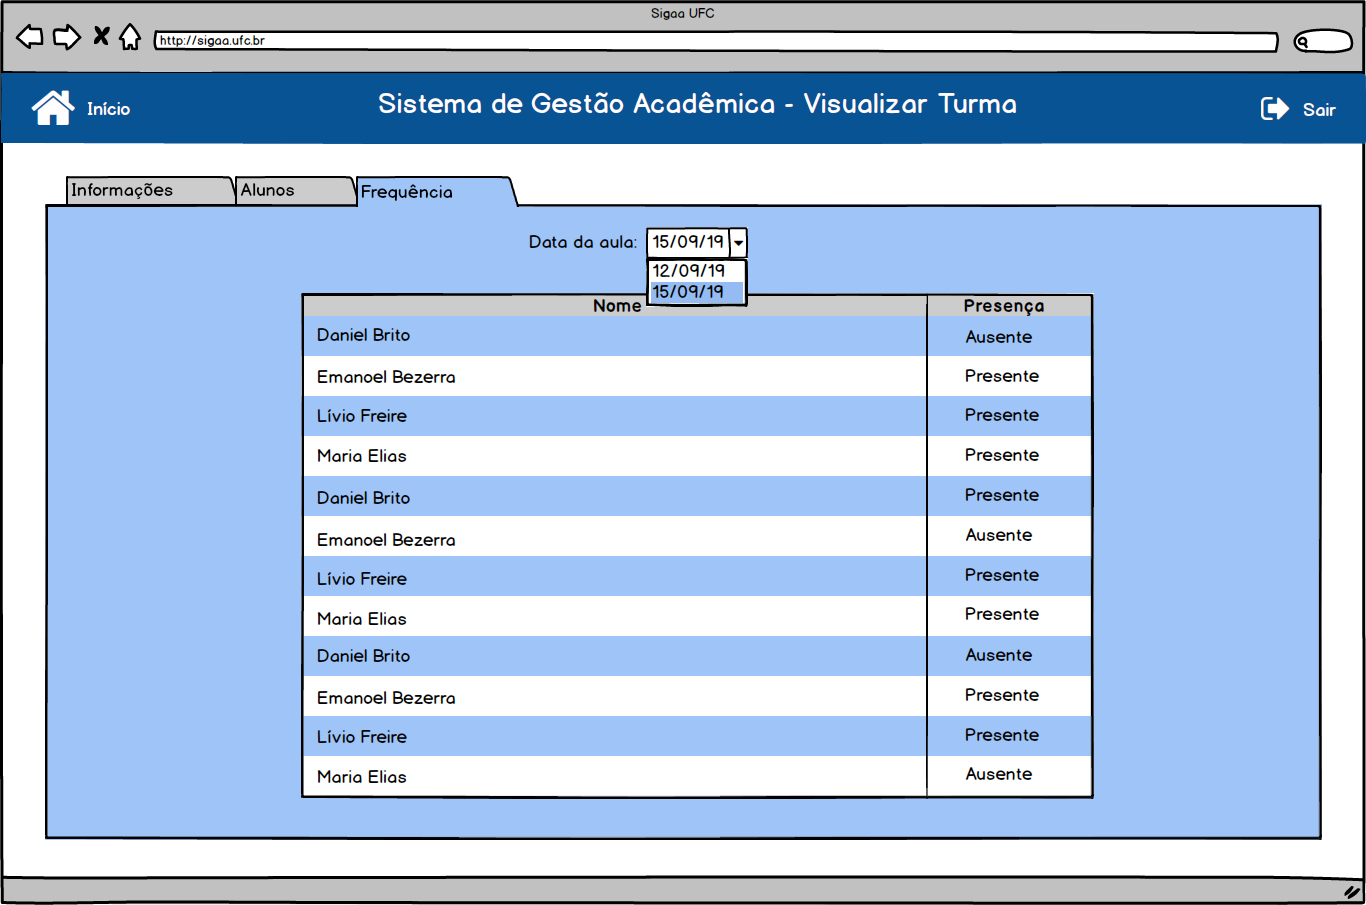 Sigaa UFC
http://sigaa.ufc.br
Início
Sistema de Gestão Acadêmica - Visualizar Turma
Sair
Informações
Alunos
Frequência
Data da aula: 15/09/19
12/09/19
15/09/19
Nome Presença
Daniel Brito Ausente
Emanoel Bezerra Presente
Lívio Freire Presente
Maria Elias Presente
Daniel Brito Presente
Emanoel Bezerra Ausente
Lívio Freire Presente
Maria Elias Presente
Daniel Brito Ausente
Emanoel Bezerra Presente
Lívio Freire Presente
Maria Elias Ausente